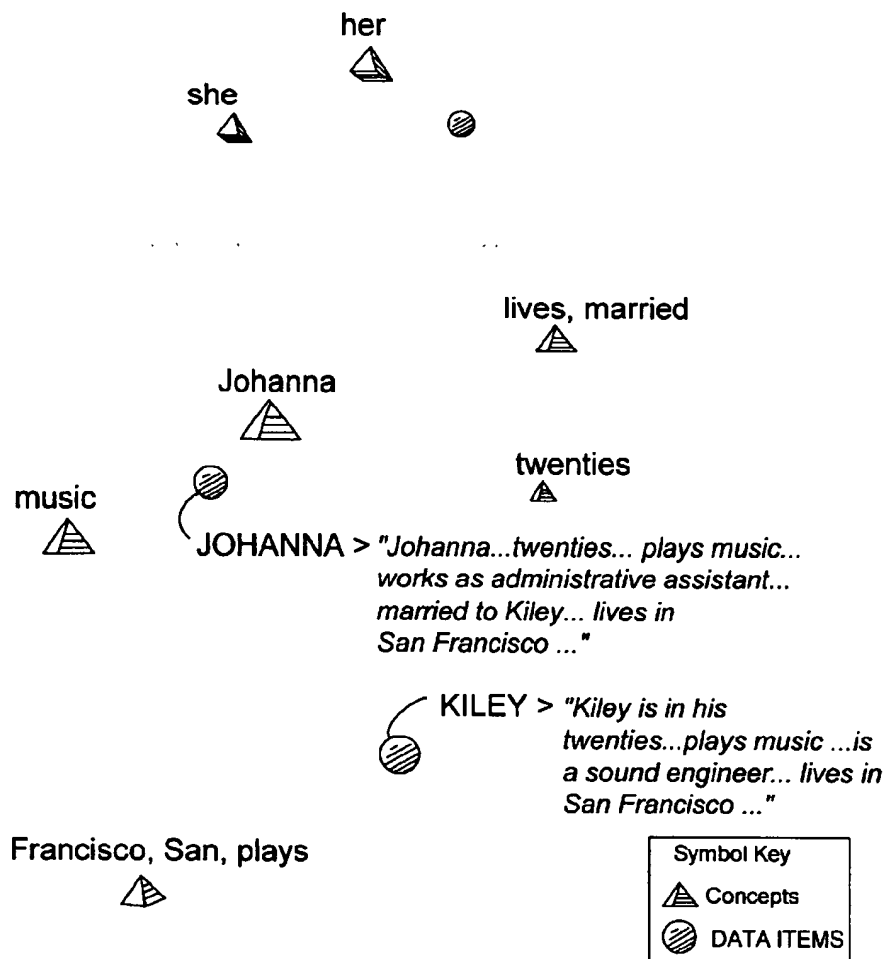 her
she
lives, married
Johanna
twenties
music
JOHANNA > "Johanna...twenties... plays music...
works as administrative assistant...
married to Kiley... lives in
San Francisco ..."
KILEY > "Kiley is in his
twenties...plays music ...is
a sound engineer... lives in
San Francisco ..."
Francisco, San, plays
Symbol Key
Concepts
DATA ITEMS